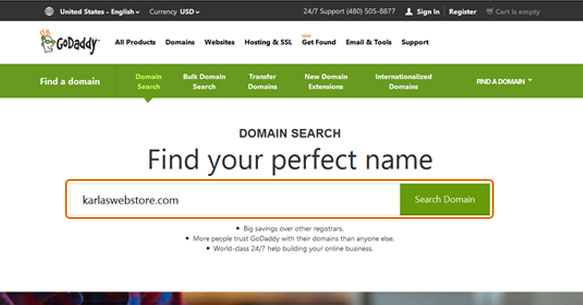 United States - English Currency USD 24/7 Support (480) 505-8877 Sign In Register Cart is empty
GoDaddy All Products Domains Websites Hosting & SSL NEW Get Found Email & Tools Support
Find a domain Domain Search Bulk Domain Search Transfer Domains New Domain Extensions Internationalized Domains FIND A DOMAIN
DOMAIN SEARCH
Find your perfect name
karlaswebstore.com Search Domain
• Big savings over other registrars.
• More people trust GoDaddy with their domains than anyone else.
• World-class 24/7 help building your online business.